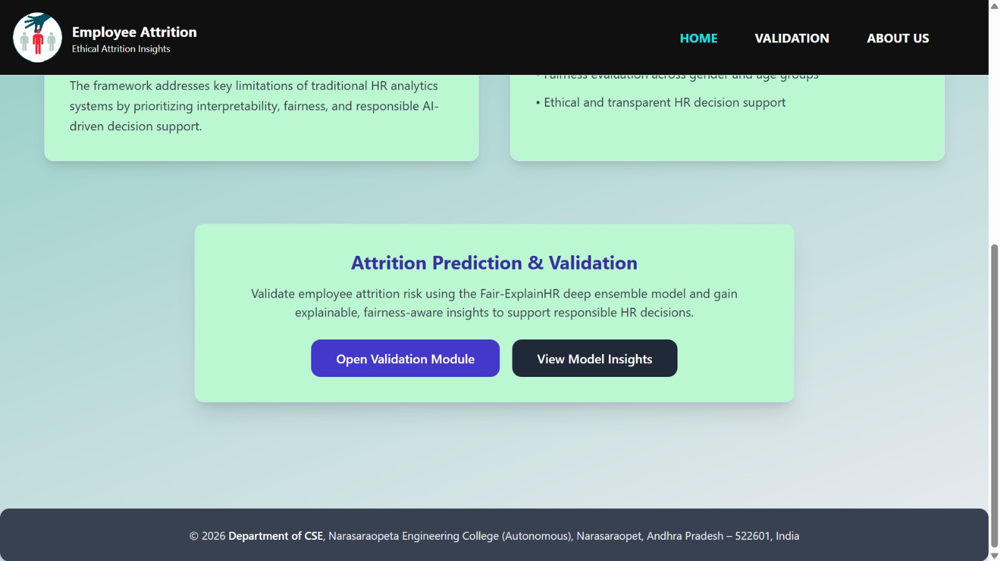 Employee Attrition
Ethical Attrition Insights
HOME
VALIDATION
ABOUT US
The framework addresses key limitations of traditional HR analytics
systems by prioritizing interpretability, fairness, and responsible AI-
driven decision support.
• Fairness evaluation across gender and age groups
• Ethical and transparent HR decision support
Attrition Prediction & Validation
Validate employee attrition risk using the Fair-ExplainHR deep ensemble model and gain
explainable, fairness-aware insights to support responsible HR decisions.
Open Validation Module
View Model Insights
© 2026 Department of CSE, Narasaraopeta Engineering College (Autonomous), Narasaraopet, Andhra Pradesh – 522601, India